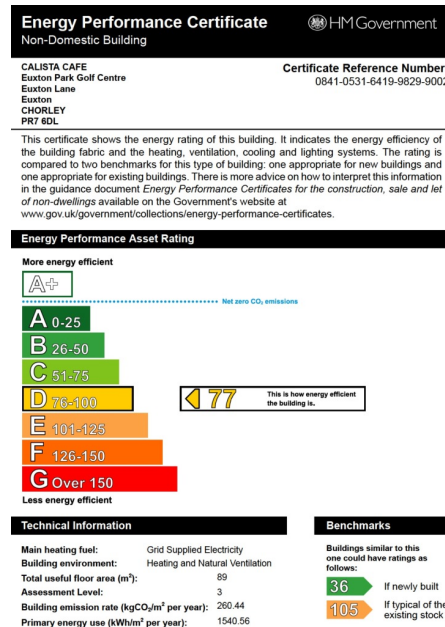 Energy Performance Certificate
HM Government
Non-Domestic Building
CALISTA CAFE
Euxton Park Golf Centre
Euxton Lane
Euxton
CHORLEY
PR7 6DL
Certificate Reference Number
0841-0531-6419-9829-9002
This certificate shows the energy rating of this building. It indicates the energy efficiency of
the building fabric and the heating, ventilation, cooling and lighting systems. The rating is
compared to two benchmarks for this type of building: one appropriate for new buildings and
one appropriate for existing buildings. There is more advice on how to interpret this information
in the guidance document Energy Performance Certificates for the construction, sale and let
of non-dwellings available on the Government's website at
www.gov.uk/government/collections/energy-performance-certificates.
Energy Performance Asset Rating
More energy efficient
A+
Net zero CO₂ emissions
A 0-25
B 26-50
C 51-75
D 76-100
77
This is how energy efficient
the building is.
E 101-125
F 126-150
G Over 150
Less energy efficient
Technical Information
Main heating fuel: Grid Supplied Electricity
Building environment: Heating and Natural Ventilation
Total useful floor area (m²): 89
Assessment Level: 3
Building emission rate (kgCO₂/m² per year): 260.44
Primary energy use (kWh/m² per year): 1540.56
Benchmarks
Buildings similar to this
one could have ratings as
follows:
36 If newly built
105 If typical of the
existing stock